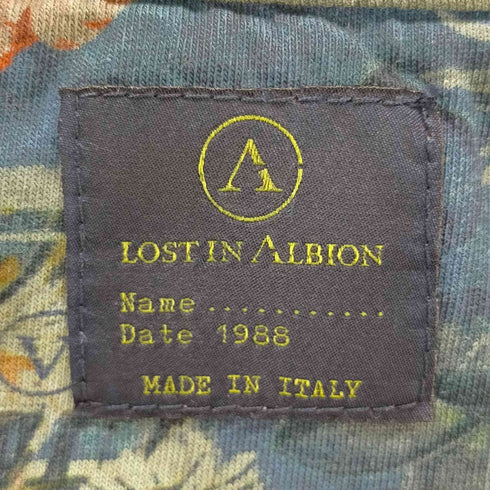 LOST IN ALBION
Name ............
Date 1988
MADE IN ITALY